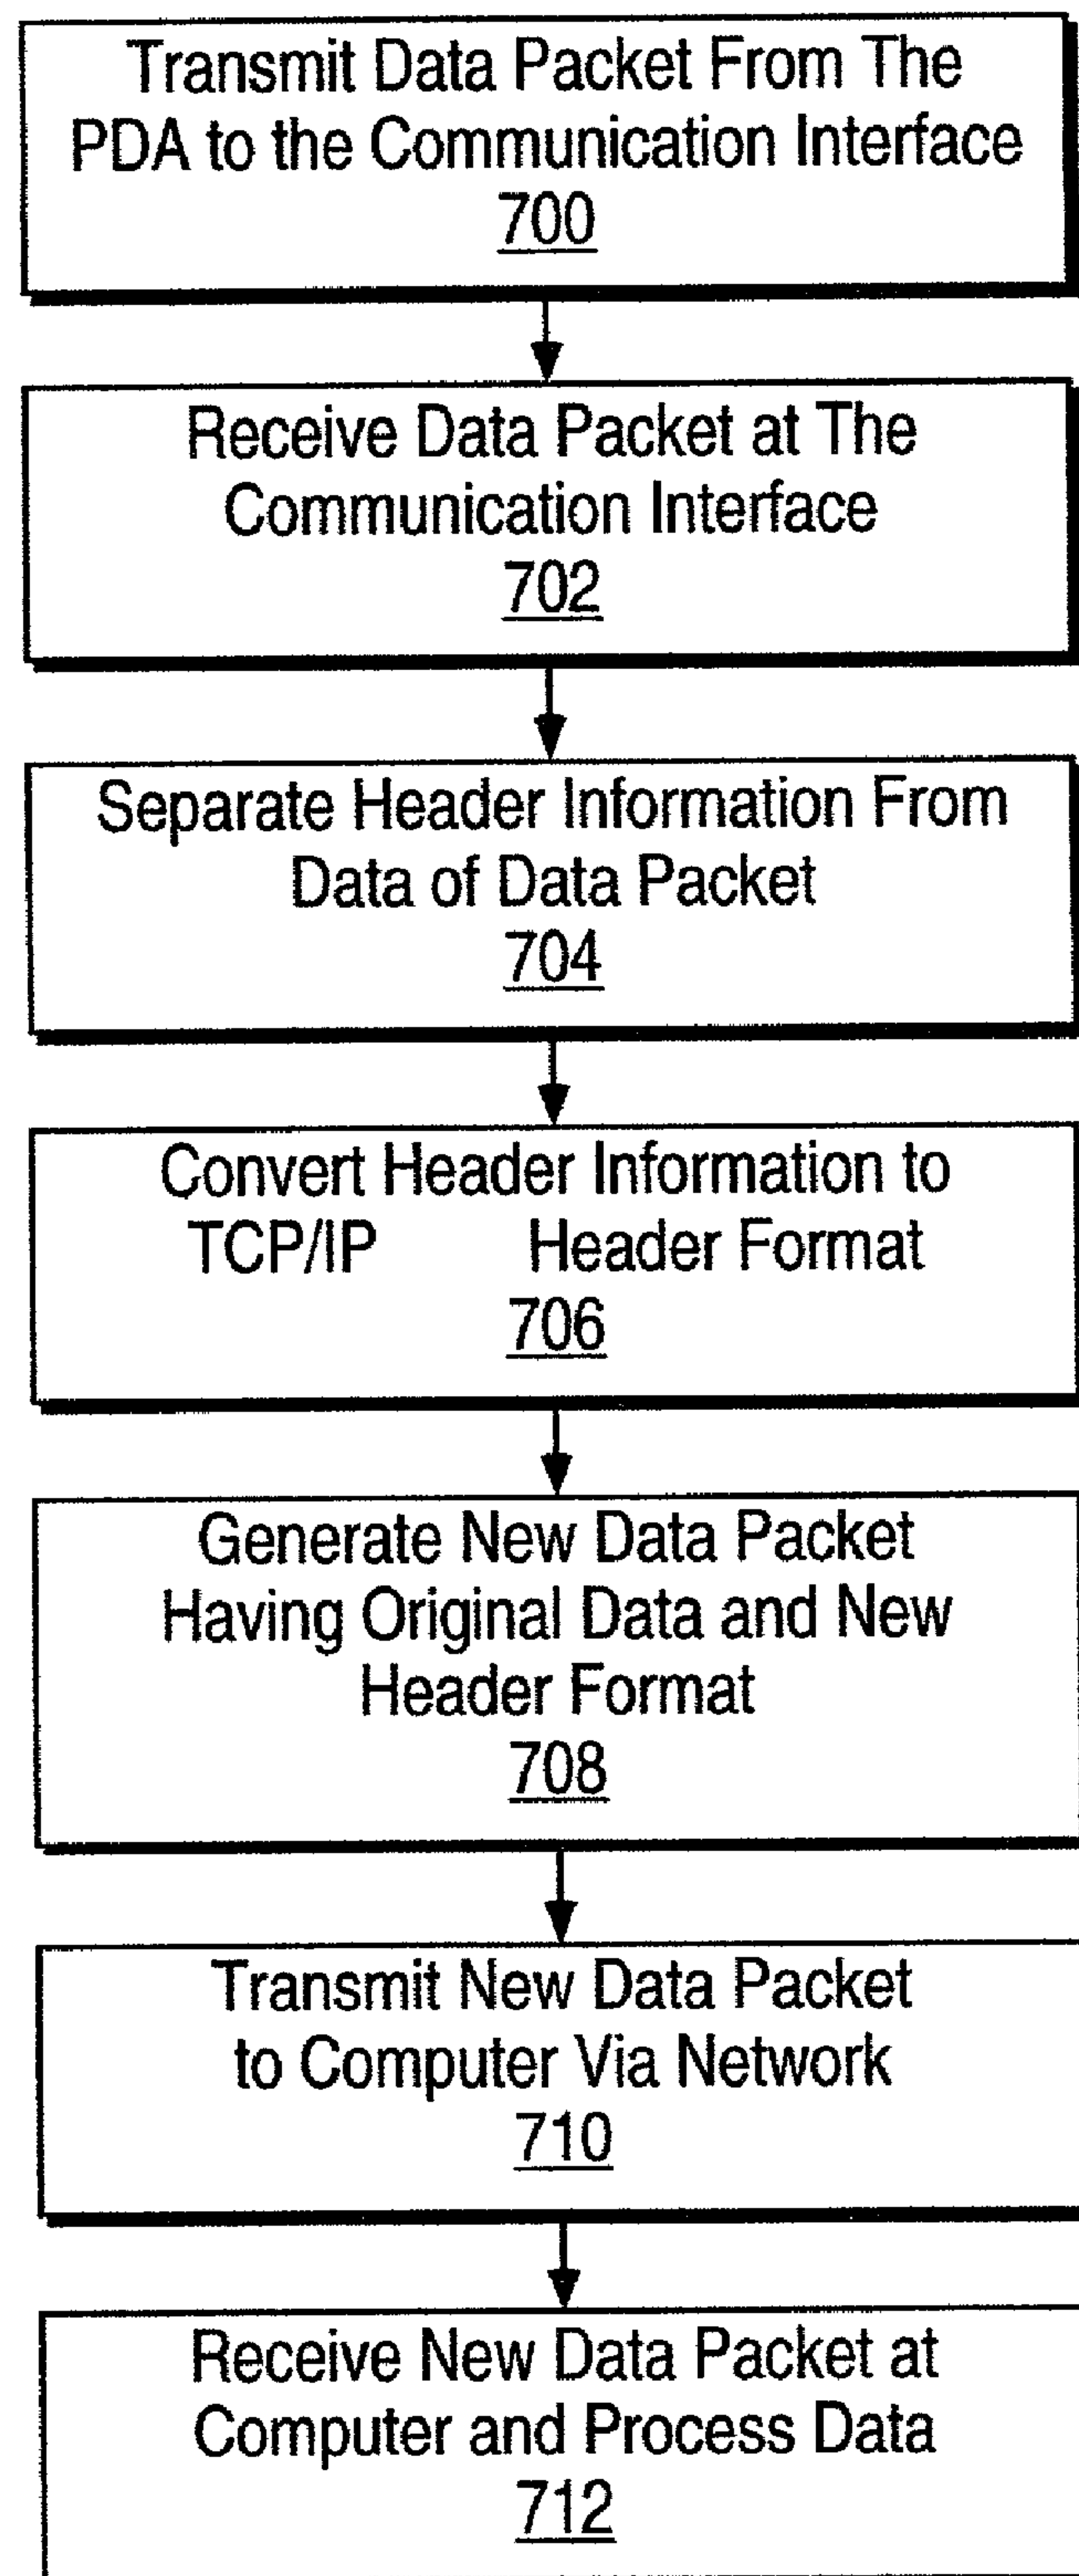 Transmit Data Packet From The
PDA to the Communication Interface
700
Receive Data Packet at The
Communication Interface
702
Separate Header Information From
Data of Data Packet
704
Convert Header Information to
TCP/IP Header Format
706
Generate New Data Packet
Having Original Data and New
Header Format
708
Transmit New Data Packet
to Computer Via Network
710
Receive New Data Packet at
Computer and Process Data
712